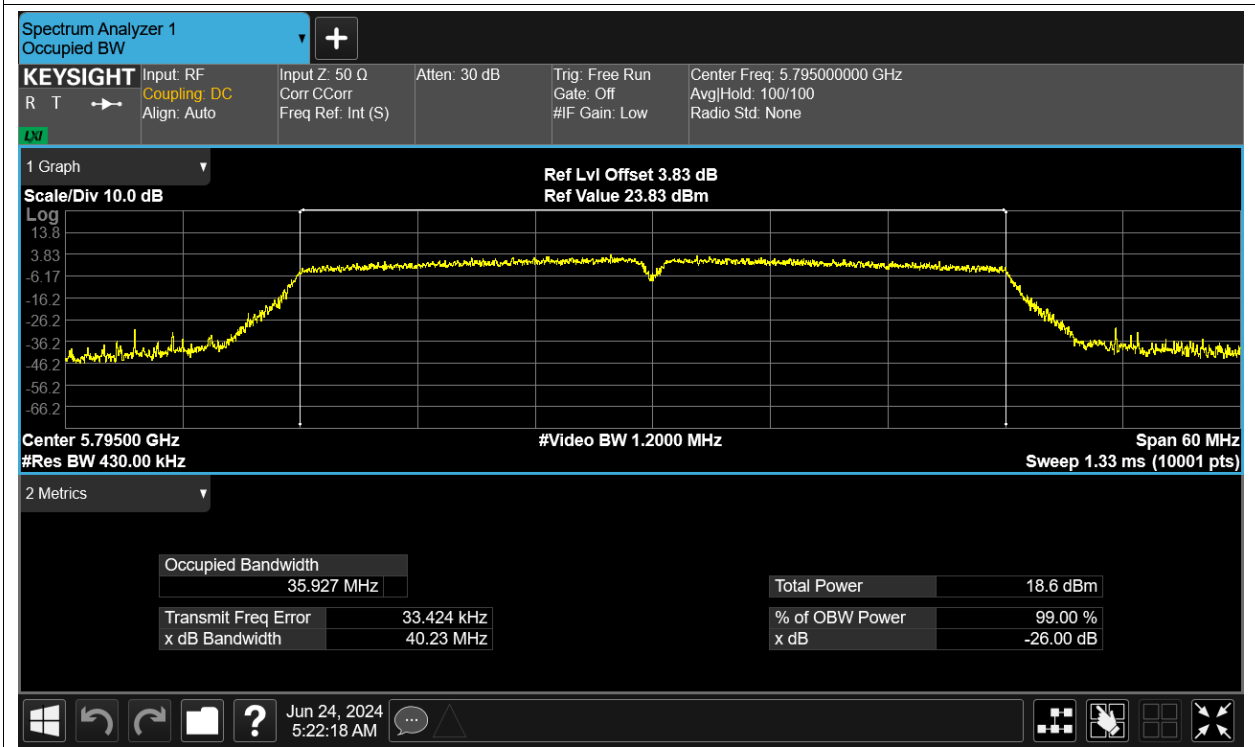 Spectrum Analyzer 1
Occupied BW
KEYSIGHT
R T
LXI
Input: RF
Coupling: DC
Align: Auto
Input Z: 50 Ω
Corr CCorr
Freq Ref: Int (S)
Atten: 30 dB
Trig: Free Run
Gate: Off
#IF Gain: Low
Center Freq: 5.795000000 GHz
Avg|Hold: 100/100
Radio Std: None
1 Graph
Scale/Div 10.0 dB
Ref Lvl Offset 3.83 dB
Ref Value 23.83 dBm
Log
13.8
3.83
-6.17
-16.2
-26.2
-36.2
-46.2
-56.2
-66.2
Center 5.79500 GHz
#Video BW 1.2000 MHz
Span 60 MHz
#Res BW 430.00 kHz
Sweep 1.33 ms (10001 pts)
2 Metrics
Occupied Bandwidth
35.927 MHz
Total Power 18.6 dBm
Transmit Freq Error 33.424 kHz
% of OBW Power 99.00 %
x dB Bandwidth 40.23 MHz
x dB -26.00 dB
?
Jun 24, 2024
5:22:18 AM